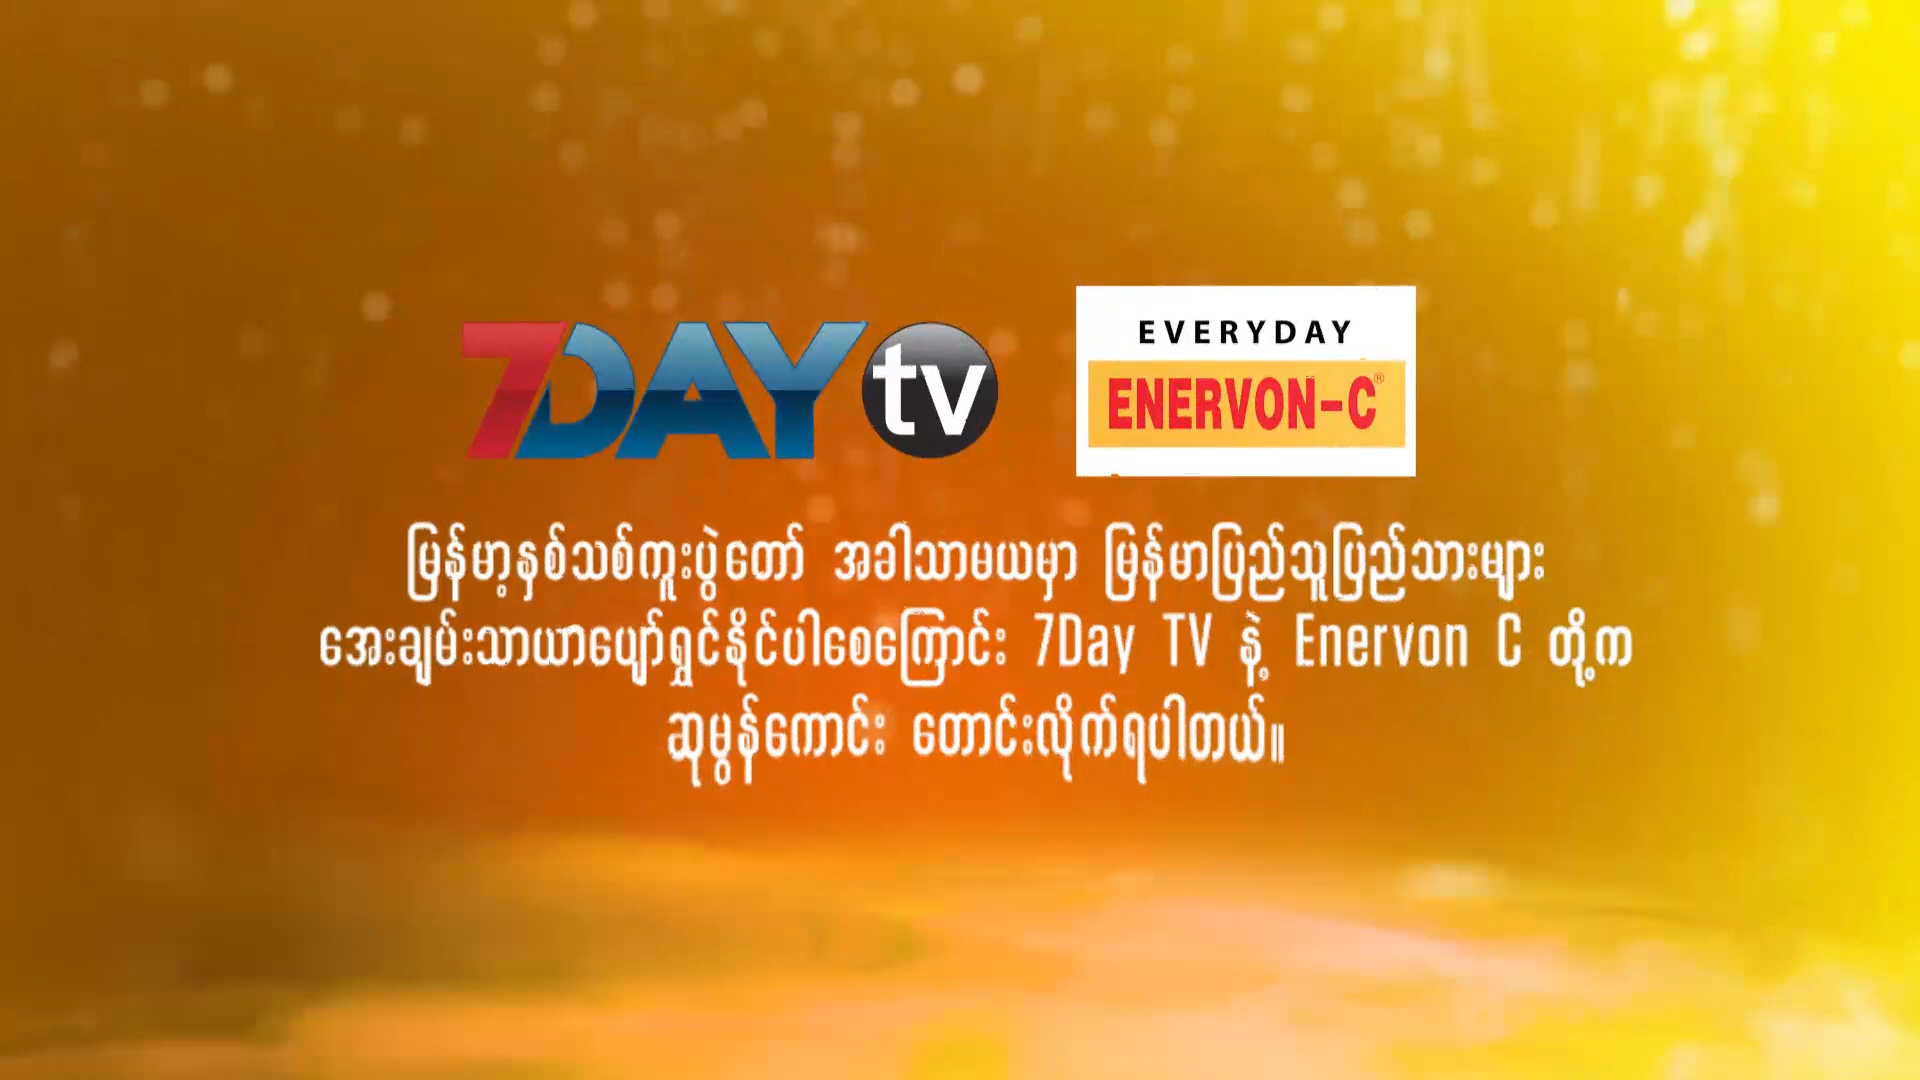 7DAY tv
EVERYDAY
ENERVON-C®
မြန်မာ့နှစ်သစ်ကူးပွဲတော် အခါသာမယမှာ မြန်မာပြည်သူပြည်သားများ
အေးချမ်းသာယာပျော်ရွှင်နိုင်ပါစေကြောင်း 7Day TV နဲ့ Enervon C တို့က
ဆုမွန်ကောင်း တောင်းလိုက်ရပါတယ်။